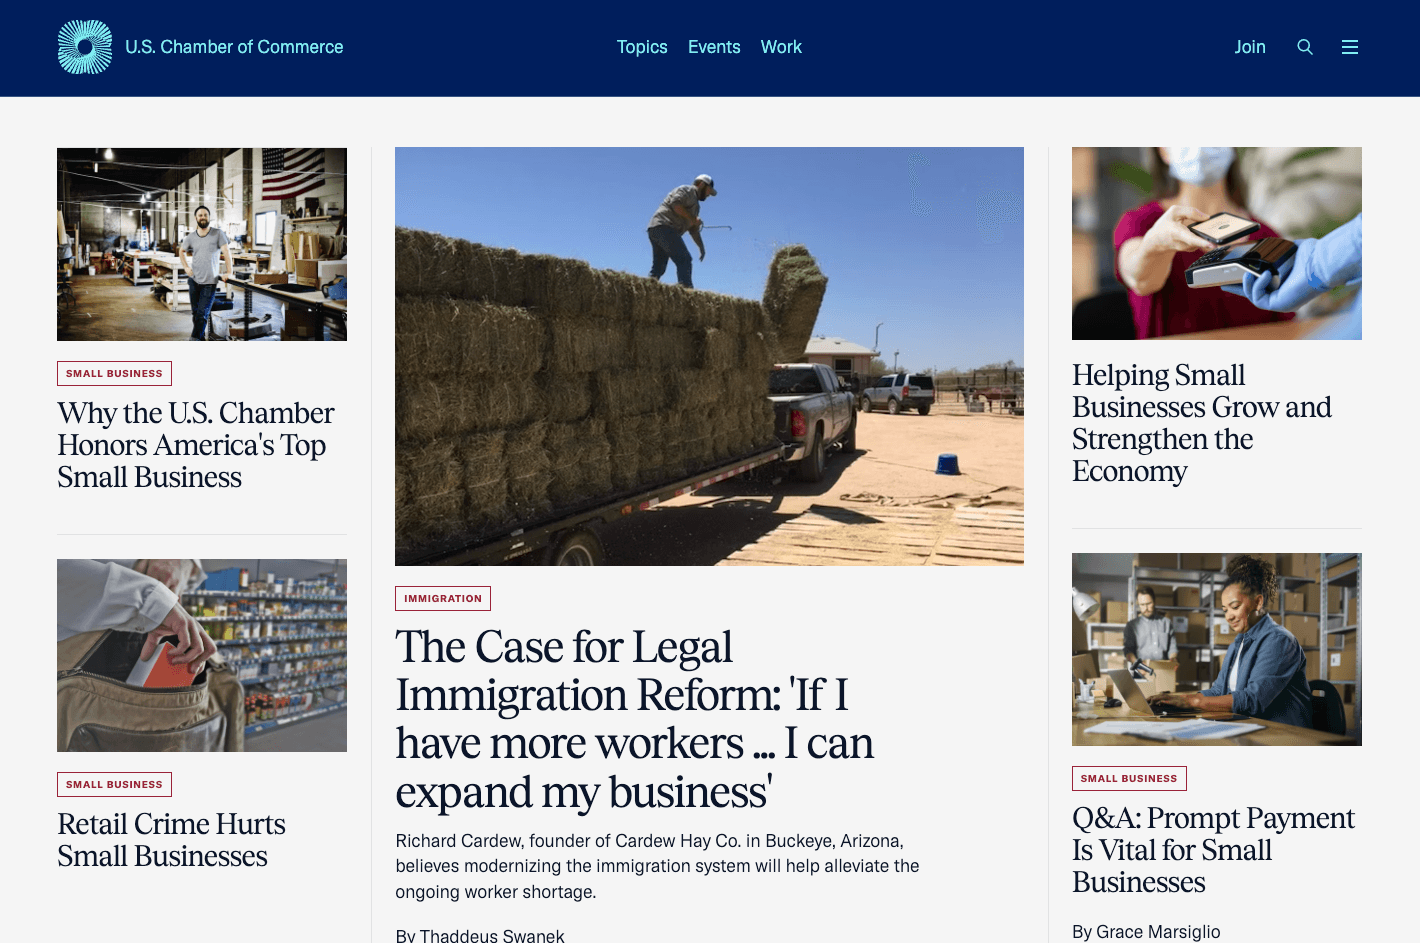 U.S. Chamber of Commerce
Topics Events Work
Join
SMALL BUSINESS
Why the U.S. Chamber
Honors America's Top
Small Business
SMALL BUSINESS
Retail Crime Hurts
Small Businesses
IMMIGRATION
The Case for Legal
Immigration Reform: 'If I
have more workers ... I can
expand my business'
Richard Cardew, founder of Cardew Hay Co. in Buckeye, Arizona,
believes modernizing the immigration system will help alleviate the
ongoing worker shortage.
By Thaddeus Swanek
Helping Small
Businesses Grow and
Strengthen the
Economy
SMALL BUSINESS
Q&A: Prompt Payment
Is Vital for Small
Businesses
By Grace Marsiglio